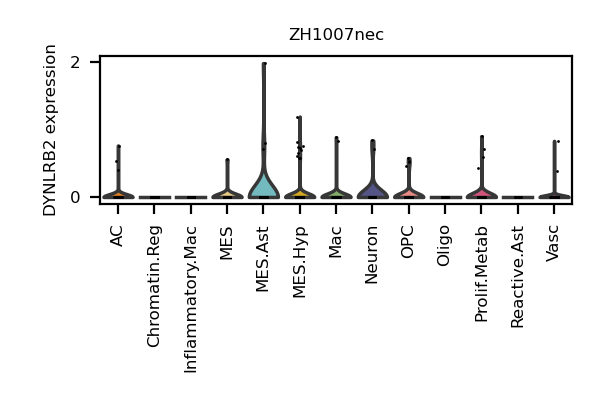 ZH1007nec
DYNLRB2 expression
2
0
AC
Chromatin.Reg
Inflammatory.Mac
MES
MES.Ast
MES.Hyp
Mac
Neuron
OPC
Oligo
Prolif.Metab
Reactive.Ast
Vasc